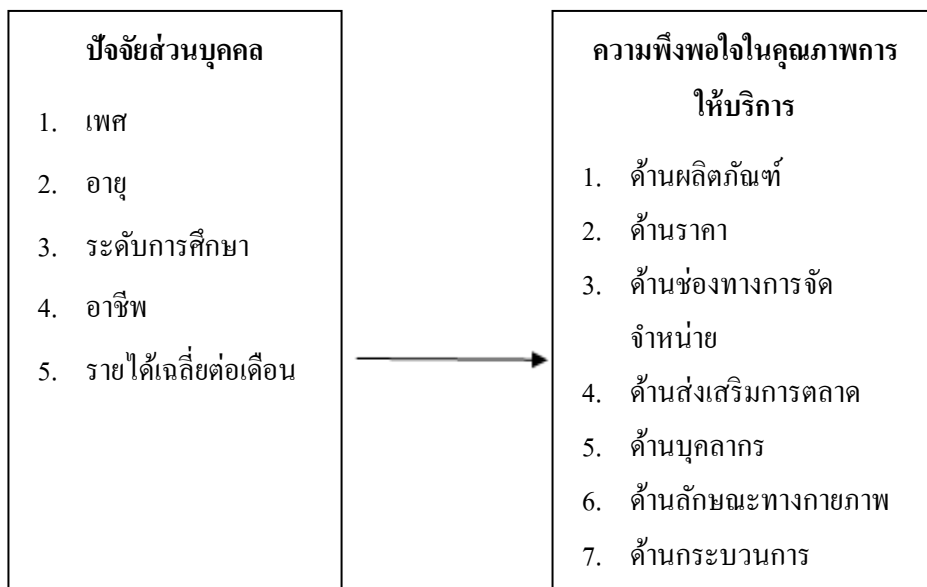 ปัจจัยส่วนบุคคล
1. เพศ
2. อายุ
3. ระดับการศึกษา
4. อาชีพ
5. รายได้เฉลี่ยต่อเดือน
ความพึงพอใจในคุณภาพการ
ให้บริการ
1. ด้านผลิตภัณฑ์
2. ด้านราคา
3. ด้านช่องทางการจัด
จำหน่าย
4. ด้านส่งเสริมการตลาด
5. ด้านบุคลากร
6. ด้านลักษณะทางกายภาพ
7. ด้านกระบวนการ